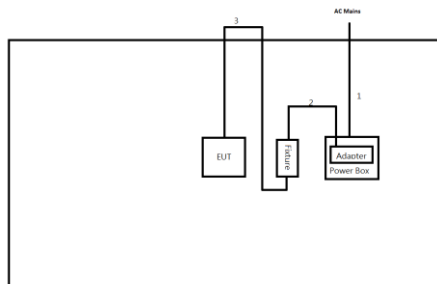 AC Mains
3
1
2
EUT
Fixture
Adapter
Power Box